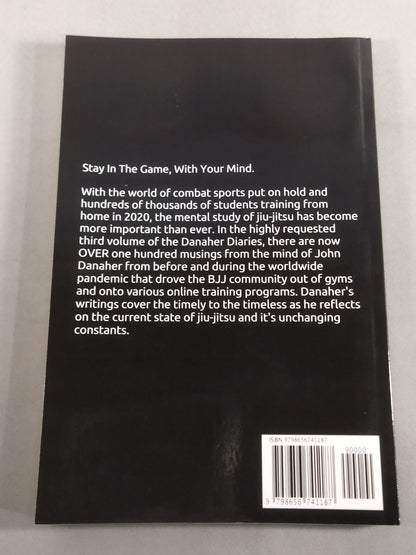 Stay In The Game, With Your Mind.
With the world of combat sports put on hold and
hundreds of thousands of students training from
home in 2020, the mental study of jiu-jitsu has become
more important than ever. In the highly requested
third volume of the Danaher Diaries, there are now
OVER one hundred musings from the mind of John
Danaher from before and during the worldwide
pandemic that drove the BJJ community out of gyms
and onto various online training programs. Danaher's
writings cover the timely to the timeless as he reflects
on the current state of jiu-jitsu and it's unchanging
constants.
ISBN 9798656741187
90000
9 798656 741187